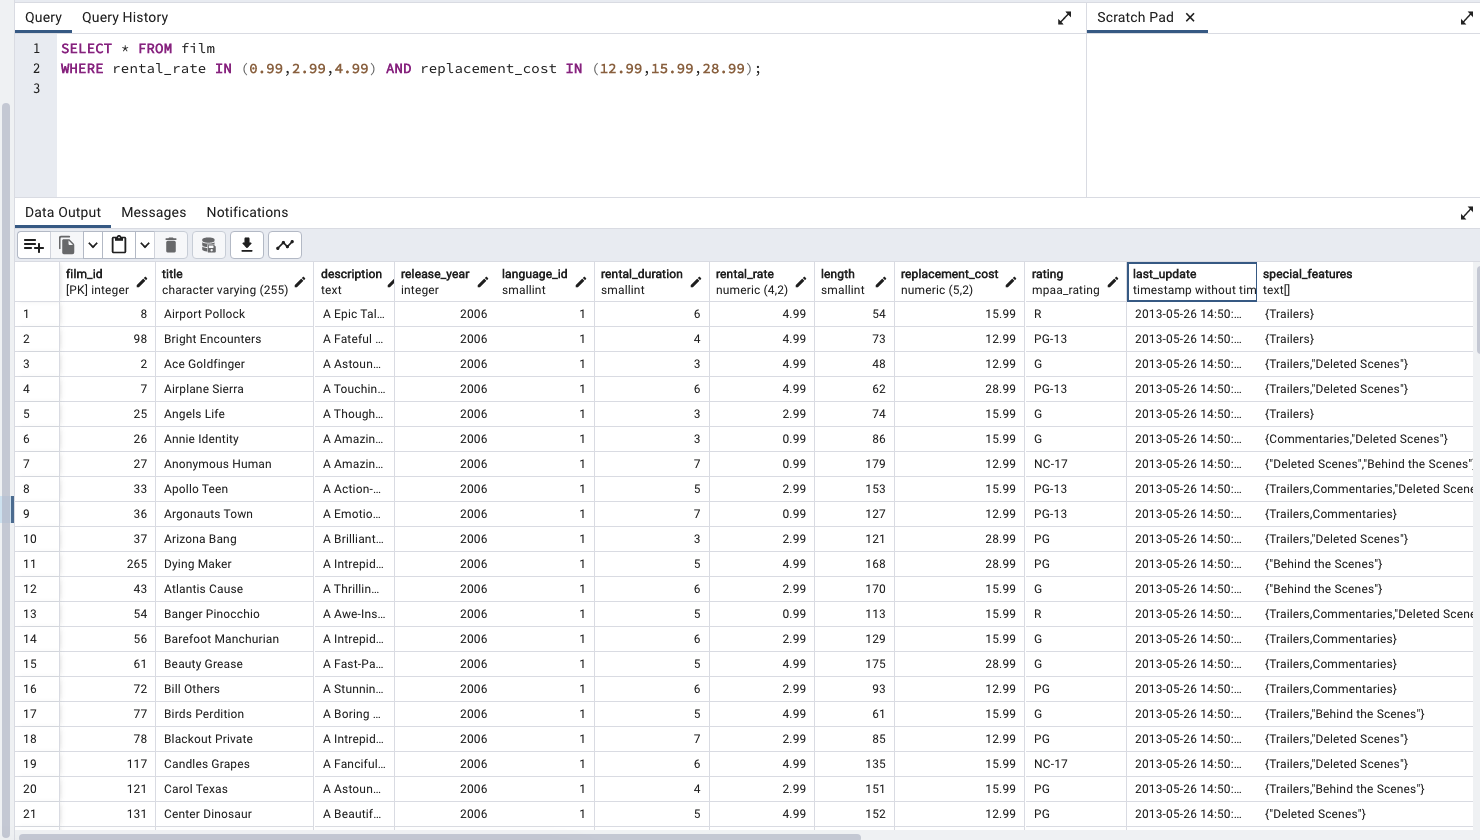 Query Query History Scratch Pad ×
1 SELECT * FROM film
2 WHERE rental_rate IN (0.99,2.99,4.99) AND replacement_cost IN (12.99,15.99,28.99);
3
Data Output Messages Notifications
film_id title description release_year language_id rental_duration rental_rate length replacement_cost rating last_update special_features
[PK] integer character varying (255) text integer smallint smallint numeric (4,2) smallint numeric (5,2) mpaa_rating timestamp without tim text[]
1 8 Airport Pollock A Epic Tal... 2006 1 6 4.99 54 15.99 R 2013-05-26 14:50:... {Trailers}
2 98 Bright Encounters A Fateful ... 2006 1 4 4.99 73 12.99 PG-13 2013-05-26 14:50:... {Trailers}
3 2 Ace Goldfinger A Astoun... 2006 1 3 4.99 48 12.99 G 2013-05-26 14:50:... {Trailers,"Deleted Scenes"}
4 7 Airplane Sierra A Touchin... 2006 1 6 4.99 62 28.99 PG-13 2013-05-26 14:50:... {Trailers,"Deleted Scenes"}
5 25 Angels Life A Though... 2006 1 3 2.99 74 15.99 G 2013-05-26 14:50:... {Trailers}
6 26 Annie Identity A Amazin... 2006 1 3 0.99 86 15.99 G 2013-05-26 14:50:... {Commentaries,"Deleted Scenes"}
7 27 Anonymous Human A Amazin... 2006 1 7 0.99 179 12.99 NC-17 2013-05-26 14:50:... {"Deleted Scenes","Behind the Scenes"
8 33 Apollo Teen A Action-... 2006 1 5 2.99 153 15.99 PG-13 2013-05-26 14:50:... {Trailers,Commentaries,"Deleted Scene
9 36 Argonauts Town A Emotio... 2006 1 7 0.99 127 12.99 PG-13 2013-05-26 14:50:... {Trailers,Commentaries}
10 37 Arizona Bang A Brilliant... 2006 1 3 2.99 121 28.99 PG 2013-05-26 14:50:... {Trailers,"Deleted Scenes"}
11 265 Dying Maker A Intrepid... 2006 1 5 4.99 168 28.99 PG 2013-05-26 14:50:... {"Behind the Scenes"}
12 43 Atlantis Cause A Thrillin... 2006 1 6 2.99 170 15.99 G 2013-05-26 14:50:... {"Behind the Scenes"}
13 54 Banger Pinocchio A Awe-Ins... 2006 1 5 0.99 113 15.99 R 2013-05-26 14:50:... {Trailers,Commentaries,"Deleted Scene
14 56 Barefoot Manchurian A Intrepid... 2006 1 6 2.99 129 15.99 G 2013-05-26 14:50:... {Trailers,Commentaries}
15 61 Beauty Grease A Fast-Pa... 2006 1 5 4.99 175 28.99 G 2013-05-26 14:50:... {Trailers,Commentaries}
16 72 Bill Others A Stunnin... 2006 1 6 2.99 93 12.99 PG 2013-05-26 14:50:... {Trailers,Commentaries}
17 77 Birds Perdition A Boring ... 2006 1 5 4.99 61 15.99 G 2013-05-26 14:50:... {Trailers,"Behind the Scenes"}
18 78 Blackout Private A Intrepid... 2006 1 7 2.99 85 12.99 PG 2013-05-26 14:50:... {Trailers,"Deleted Scenes"}
19 117 Candles Grapes A Fanciful... 2006 1 6 4.99 135 15.99 NC-17 2013-05-26 14:50:... {Trailers,"Deleted Scenes"}
20 121 Carol Texas A Astoun... 2006 1 4 2.99 151 15.99 PG 2013-05-26 14:50:... {Trailers,"Behind the Scenes"}
21 131 Center Dinosaur A Beautif... 2006 1 5 4.99 152 12.99 PG 2013-05-26 14:50:... {"Deleted Scenes"}